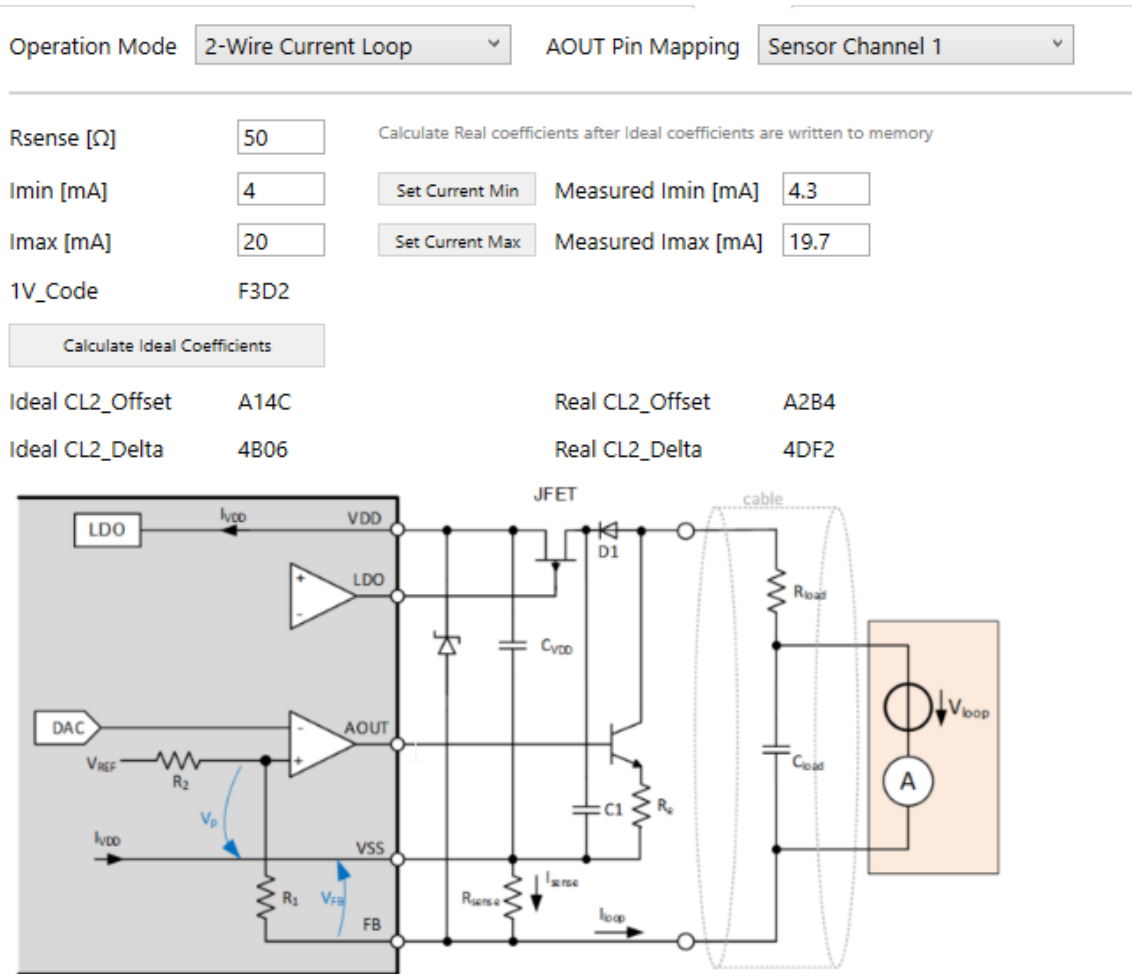 Operation Mode 2-Wire Current Loop AOUT Pin Mapping Sensor Channel 1
Rsense [Ω] 50 Calculate Real coefficients after Ideal coefficients are written to memory
Imin [mA] 4 Set Current Min Measured Imin [mA] 4.3
Imax [mA] 20 Set Current Max Measured Imax [mA] 19.7
1V_Code F3D2
Calculate Ideal Coefficients
Ideal CL2_Offset A14C Real CL2_Offset A2B4
Ideal CL2_Delta 4B06 Real CL2_Delta 4DF2
JFET
cable
LDO IVDD VDD
D1
+
-
LDO
Rload
CVDD
DAC
-
+
AOUT
Vloop
VREF
R2
Cload
A
C1 Re
Vp
IVDD
VSS
R1 VFB
Rsense Isense
FB
Iloop